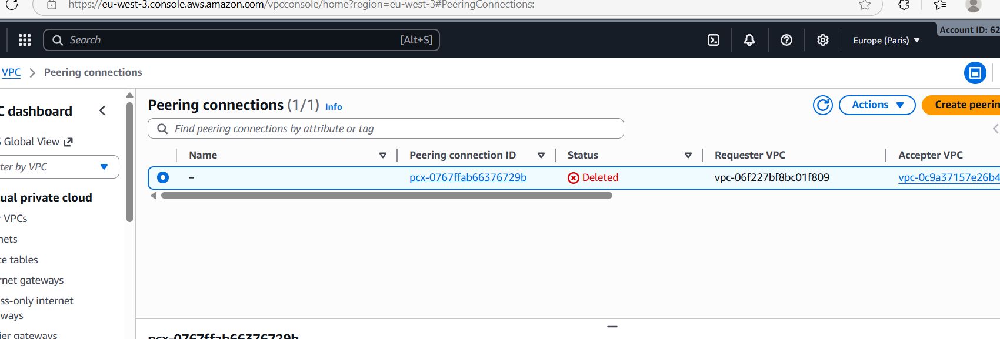 https://eu-west-3.console.aws.amazon.com/vpcconsole/home?region=eu-west-3#PeeringConnections:
Account ID: 62
Search [Alt+S] Europe (Paris)
VPC Peering connections
C dashboard
Peering connections (1/1) Info Actions Create peerin
Find peering connections by attribute or tag
Global View
ter by VPC
Name Peering connection ID Status Requester VPC Accepter VPC
– pcx-0767ffab66376729b Deleted vpc-06f227bf8bc01f809 vpc-0c9a37157e26b4
ual private cloud
r VPCs
nets
te tables
rnet gateways
ss-only internet
ways
ier gateways
pcx-0767ffab66376729b